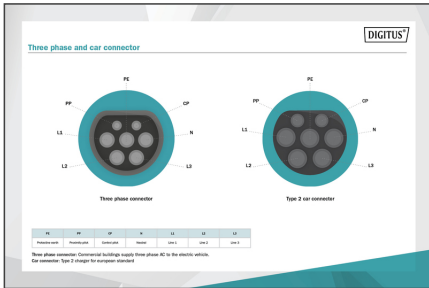 DIGITUS®
Three phase and car connector
PE
PP
CP
L1
N
L2
L3
Three phase connector
PE
PP
CP
L1
N
L2
L3
Type 2 car connector
PE PP CP N L1 L2 L3
Protective earth Proximity pilot Control pilot Neutral Line 1 Line 2 Line 3
Three phase connector: Commercial buildings supply three phase AC to the electric vehicle.
Car connector: Type 2 charger for european standard